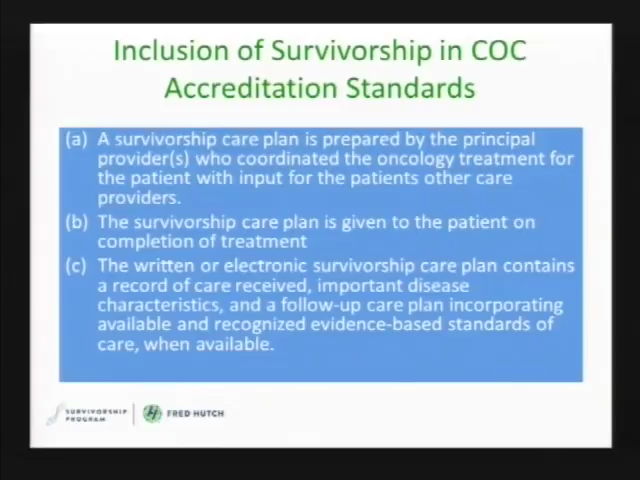 Inclusion of Survivorship in COC
Accreditation Standards
(a) A survivorship care plan is prepared by the principal
provider(s) who coordinated the oncology treatment for
the patient with input for the patients other care
providers.
(b) The survivorship care plan is given to the patient on
completion of treatment
(c) The written or electronic survivorship care plan contains
a record of care received, important disease
characteristics, and a follow-up care plan incorporating
available and recognized evidence-based standards of
care, when available.
SURVIVORSHIP
PROGRAM
FRED HUTCH